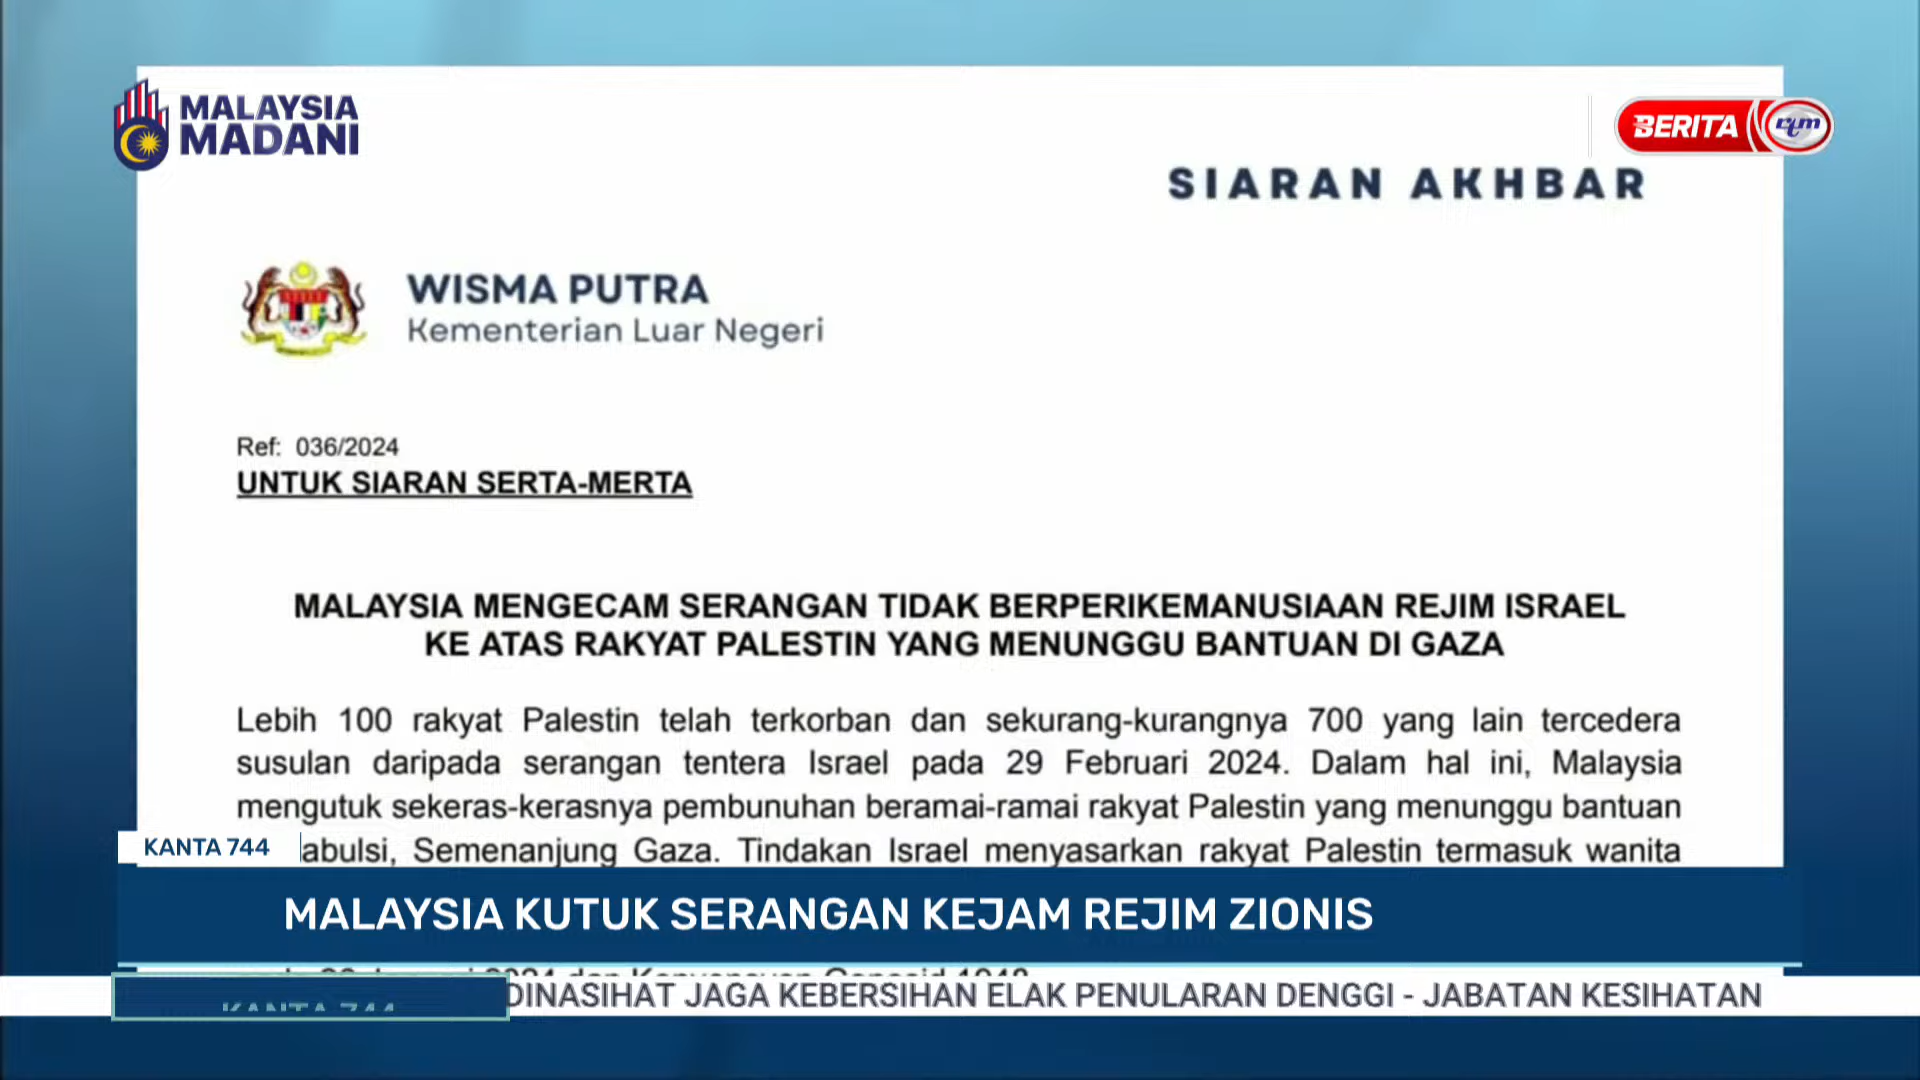 MALAYSIA
MADANI
BERITA rtm
SIARAN AKHBAR
WISMA PUTRA
Kementerian Luar Negeri
Ref: 036/2024
UNTUK SIARAN SERTA-MERTA
MALAYSIA MENGECAM SERANGAN TIDAK BERPERIKEMANUSIAAN REJIM ISRAEL
KE ATAS RAKYAT PALESTIN YANG MENUNGGU BANTUAN DI GAZA
Lebih 100 rakyat Palestin telah terkorban dan sekurang-kurangnya 700 yang lain tercedera
susulan daripada serangan tentera Israel pada 29 Februari 2024. Dalam hal ini, Malaysia
mengutuk sekeras-kerasnya pembunuhan beramai-ramai rakyat Palestin yang menunggu bantuan
abulsi, Semenanjung Gaza. Tindakan Israel menyasarkan rakyat Palestin termasuk wanita
KANTA 744
MALAYSIA KUTUK SERANGAN KEJAM REJIM ZIONIS
KANTA 744
DINASIHAT JAGA KEBERSIHAN ELAK PENULARAN DENGGI - JABATAN KESIHATAN